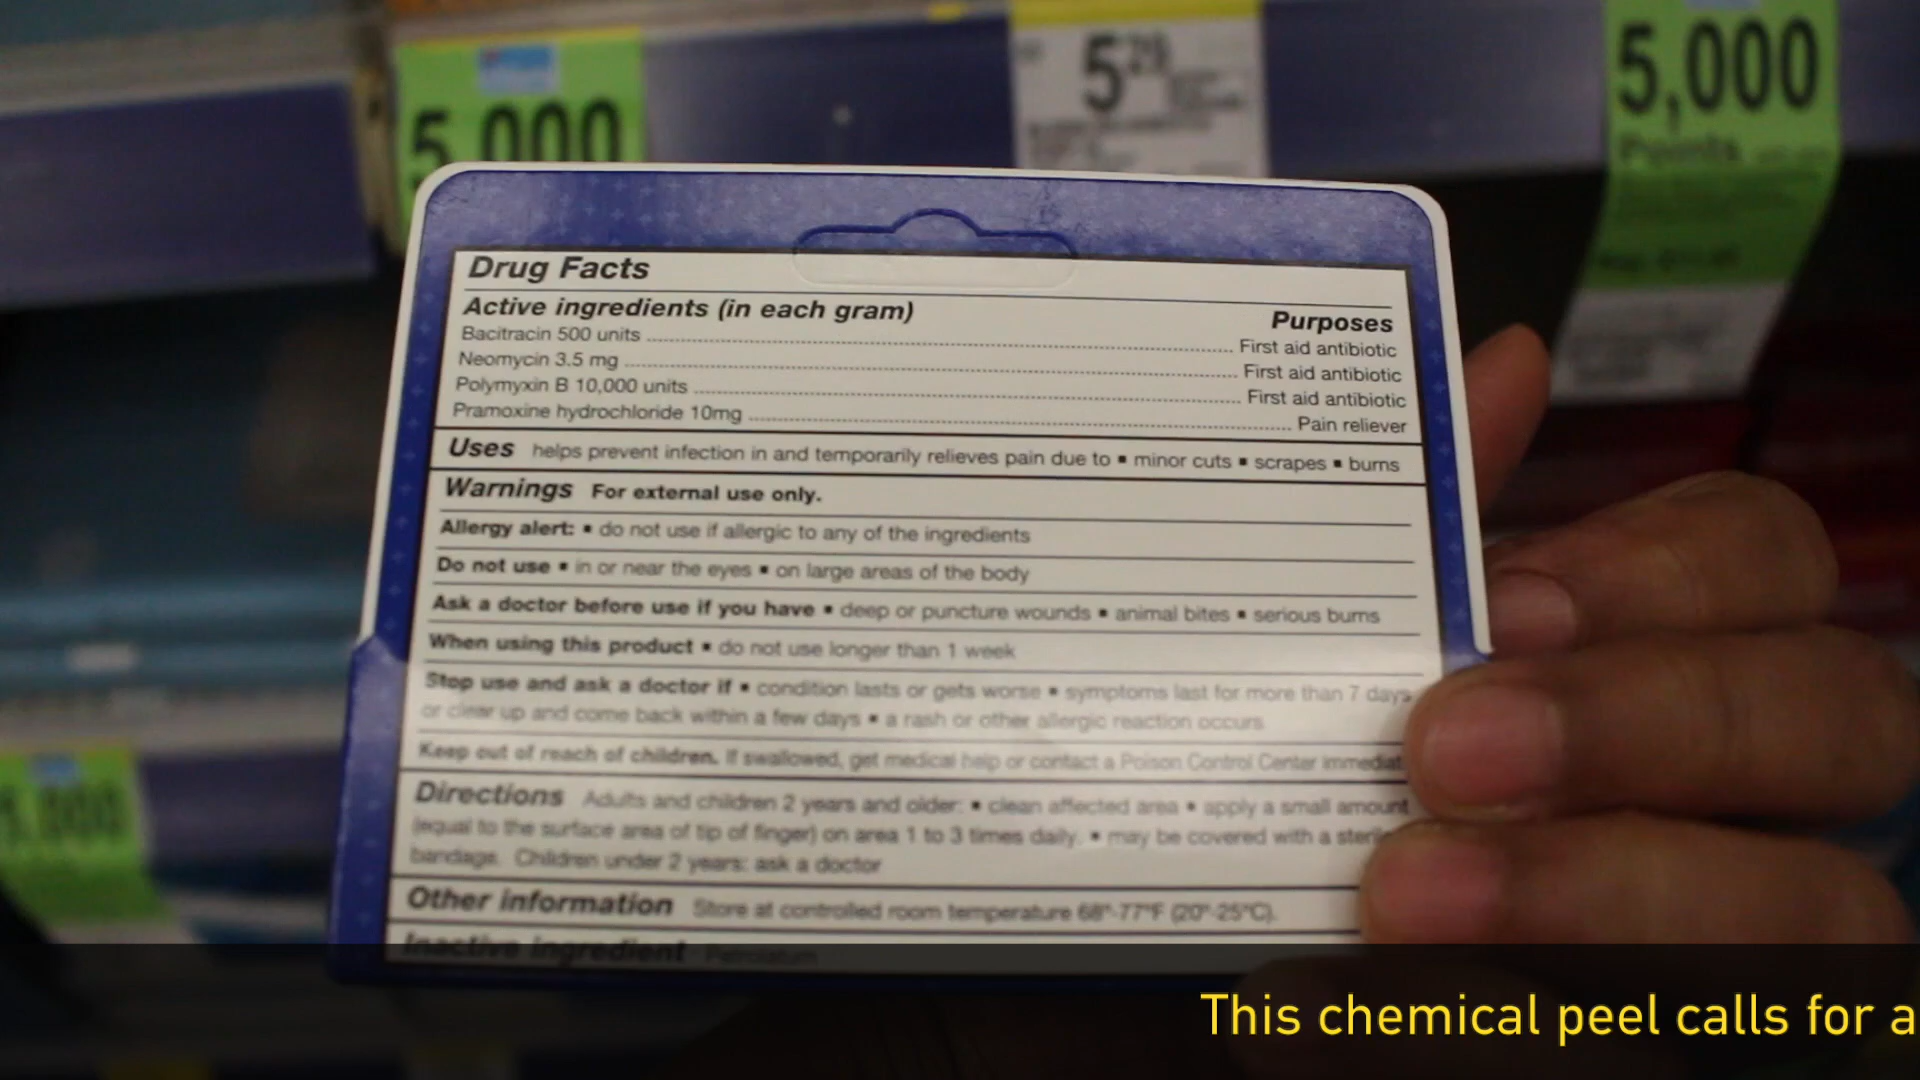 5,000
5 29
5,000
Points
Drug Facts
Active ingredients (in each gram) Purposes
Bacitracin 500 units First aid antibiotic
Neomycin 3.5 mg First aid antibiotic
Polymyxin B 10,000 units First aid antibiotic
Pramoxine hydrochloride 10mg Pain reliever
Uses helps prevent infection in and temporarily relieves pain due to ▪ minor cuts ▪ scrapes ▪ burns
Warnings For external use only.
Allergy alert: ▪ do not use if allergic to any of the ingredients
Do not use ▪ in or near the eyes ▪ on large areas of the body
Ask a doctor before use if you have ▪ deep or puncture wounds ▪ animal bites ▪ serious burns
When using this product ▪ do not use longer than 1 week
Stop use and ask a doctor if ▪ condition lasts or gets worse ▪ symptoms last for more than 7 days
or clear up and come back within a few days ▪ a rash or other allergic reaction occurs
Keep out of reach of children. If swallowed, get medical help or contact a Poison Control Center immediat
Directions Adults and children 2 years and older: ▪ clean affected area ▪ apply a small amount
(equal to the surface area of tip of finger) on area 1 to 3 times daily. ▪ may be covered with a steril
bandage. Children under 2 years: ask a doctor
Other information Store at controlled room temperature 68°-77°F (20°-25°C).
Inactive ingredient Petrolatum
This chemical peel calls for a